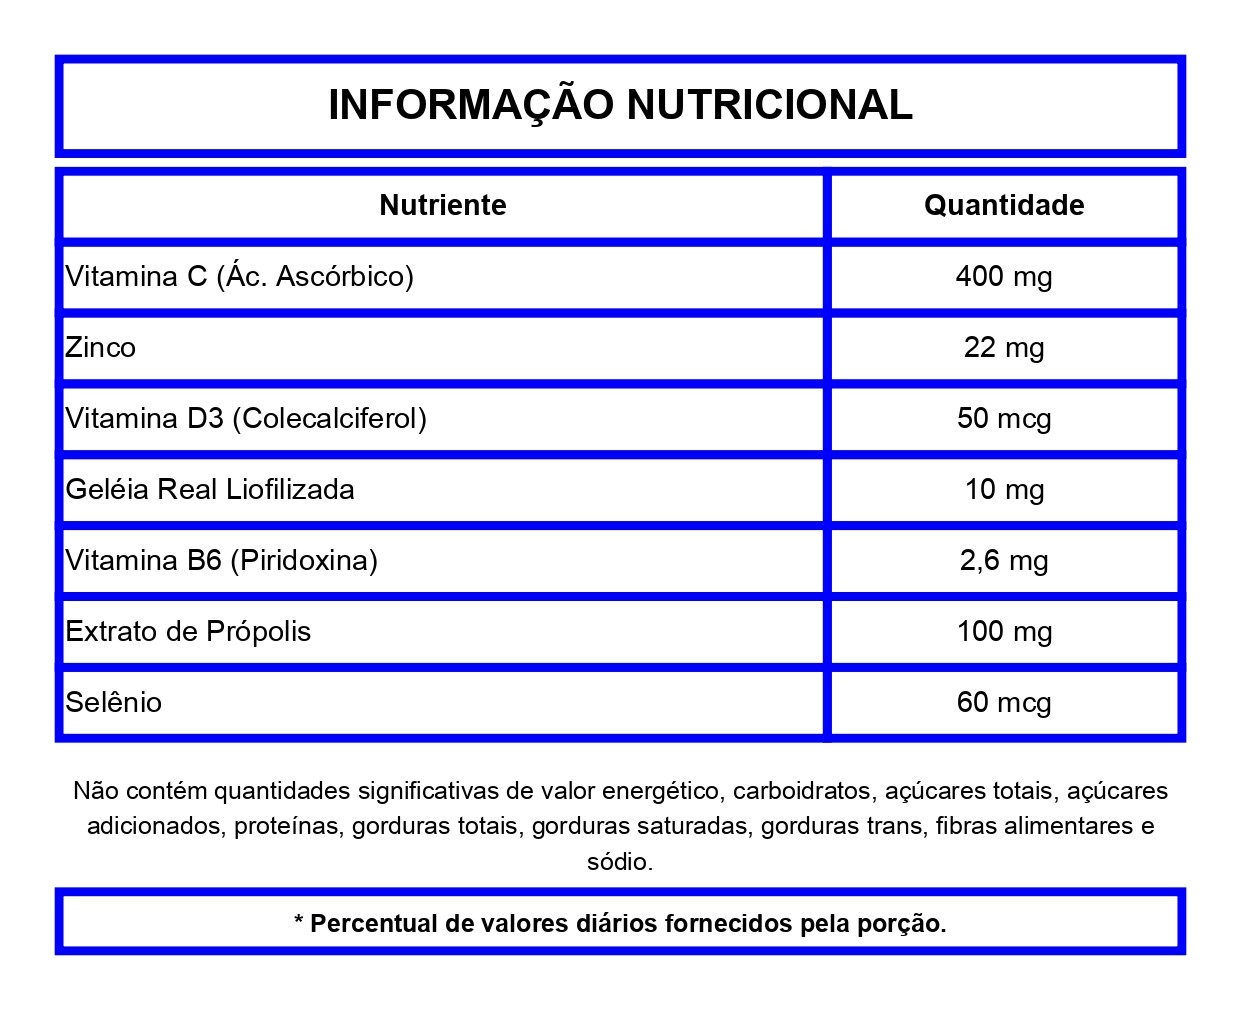 INFORMAÇÃO NUTRICIONAL
Nutriente Quantidade
Vitamina C (Ác. Ascórbico) 400 mg
Zinco 22 mg
Vitamina D3 (Colecalciferol) 50 mcg
Geléia Real Liofilizada 10 mg
Vitamina B6 (Piridoxina) 2,6 mg
Extrato de Própolis 100 mg
Selênio 60 mcg
Não contém quantidades significativas de valor energético, carboidratos, açúcares totais, açúcares
adicionados, proteínas, gorduras totais, gorduras saturadas, gorduras trans, fibras alimentares e
sódio.
* Percentual de valores diários fornecidos pela porção.